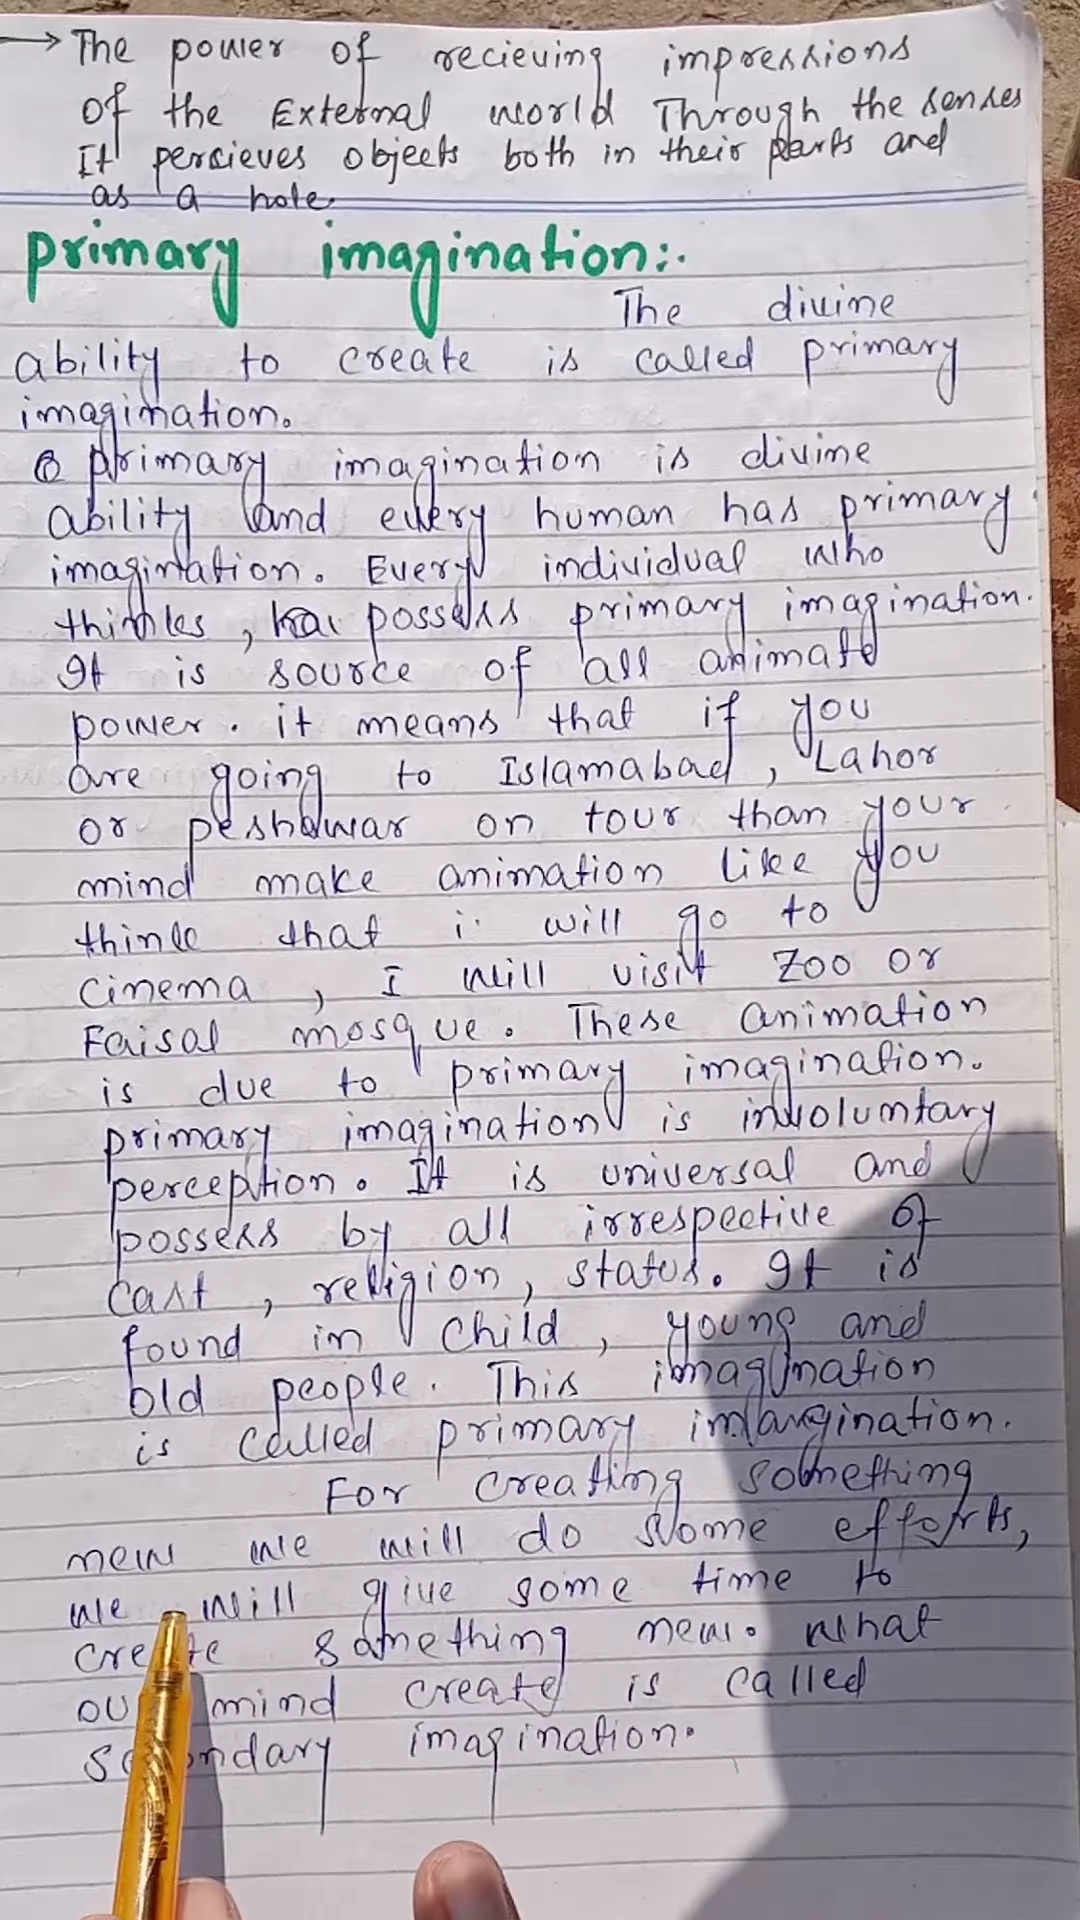 → The power of recieving impressions
Of the External world Through the senses
It percieves objects both in their parts and
as a hole.
primary imagination:.
The divine
ability to create is called primary
imagination.
primary imagination is divine
ability and every human has primary
imagination. Every individual who
thinks, possess primary imagination.
It is source of all animate
power. it means that if you
are going to Islamabad, Lahor
or peshawar on tour than your
mind make animation like you
think that i will go to
cinema, I will visit Zoo or
Faisal mosque. These animation
is due to primary imagination.
primary imagination is involuntary
perception. It is universal and
possess by all irrespective of
cast, religion, status. It is
found in child, young and
old people. This imagination
is called primary imagination.
For creating something
new we will do some efforts,
we will give some time to
create something new. what
our mind create is called
secondary imagination.